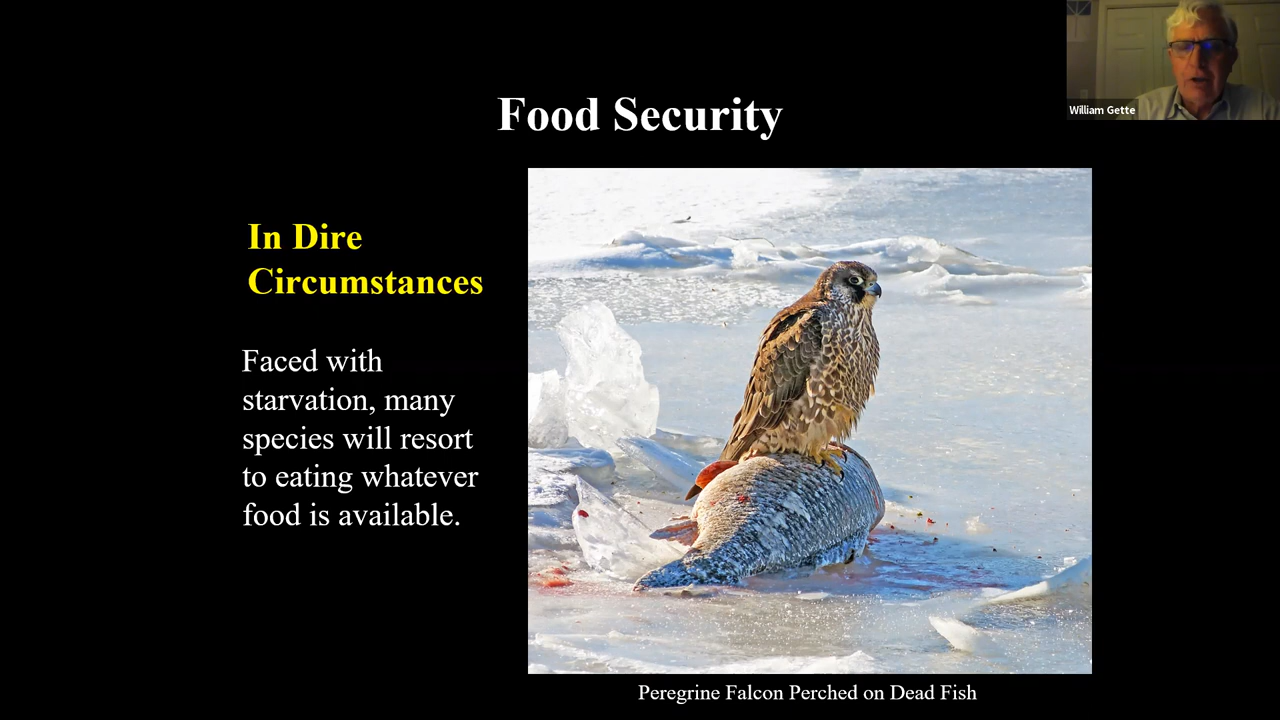 William Gette
Food Security
In Dire
Circumstances
Faced with
starvation, many
species will resort
to eating whatever
food is available.
Peregrine Falcon Perched on Dead Fish